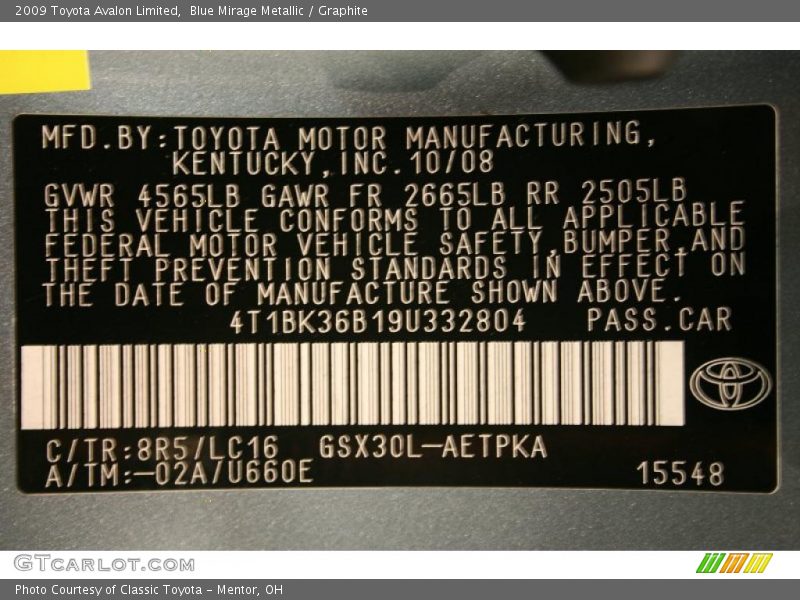 2009 Toyota Avalon Limited,  Blue Mirage Metallic / Graphite
MFD.BY:TOYOTA MOTOR MANUFACTURING,
KENTUCKY,INC.10/08
GVWR 4565LB GAWR FR 2665LB RR 2505LB
THIS VEHICLE CONFORMS TO ALL APPLICABLE
FEDERAL MOTOR VEHICLE SAFETY,BUMPER,AND
THEFT PREVENTION STANDARDS IN EFFECT ON
THE DATE OF MANUFACTURE SHOWN ABOVE.
4T1BK36B19U332804 PASS.CAR
C/TR:8R5/LC16 GSX30L-AETPKA
A/TM:-02A/U660E 15548
GTCARLOT.COM
Photo Courtesy of Classic Toyota - Mentor, OH